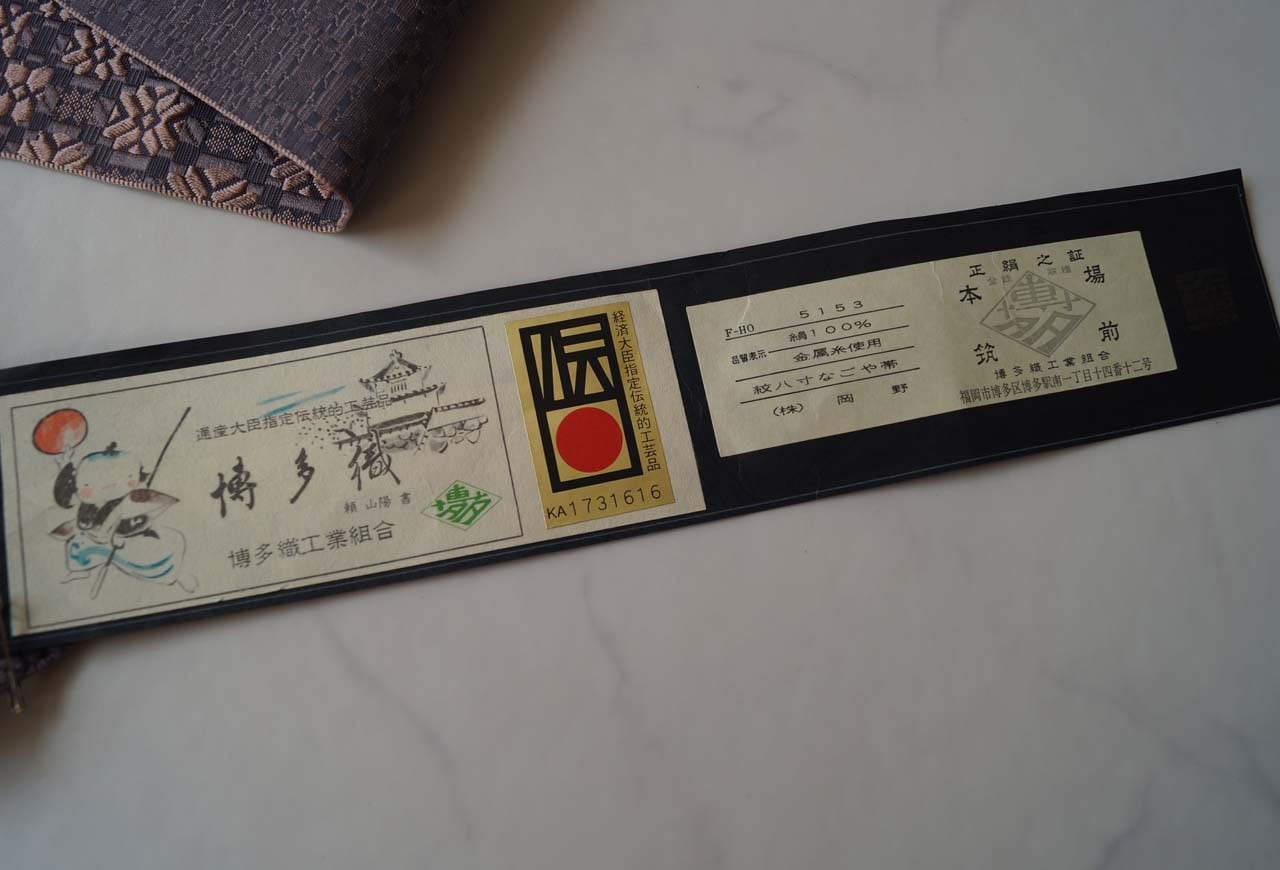 通産大臣指定伝統的工芸品
博多織
頼山陽書
博多織工業組合
伝
経済大臣指定伝統的工芸品
KA1731616
F-HO 5153
品質表示 絹100%
金属糸使用
紋八寸なごや帯
(株) 岡野
正絹之証
本場
筑前
博多
博多織工業組合
福岡市博多区博多駅南一丁目十四番十二号